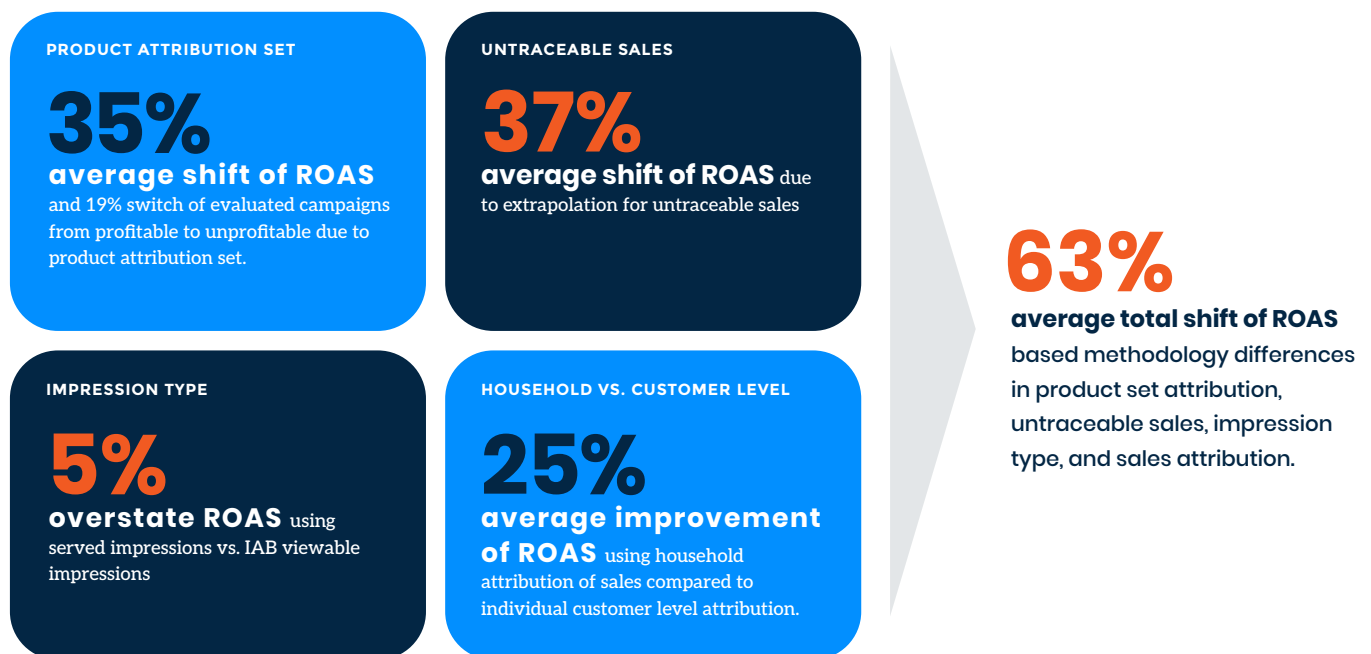 PRODUCT ATTRIBUTION SET
35%
average shift of ROAS
and 19% switch of evaluated campaigns
from profitable to unprofitable due to
product attribution set.
UNTRACEABLE SALES
37%
average shift of ROAS due
to extrapolation for untraceable sales
IMPRESSION TYPE
5%
overstate ROAS using
served impressions vs. IAB viewable
impressions
HOUSEHOLD VS. CUSTOMER LEVEL
25%
average improvement
of ROAS using household
attribution of sales compared to
individual customer level attribution.
63%
average total shift of ROAS
based methodology differences
in product set attribution,
untraceable sales, impression
type, and sales attribution.